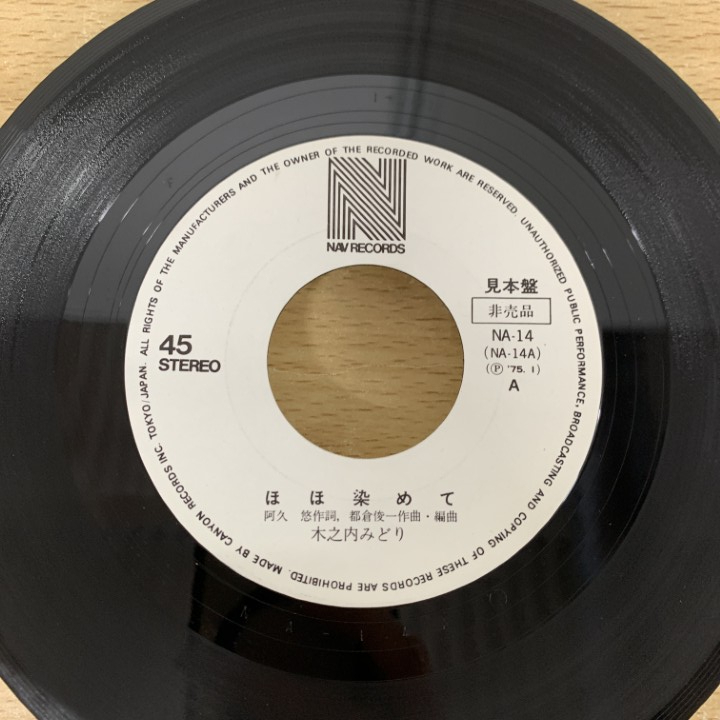 NAV RECORDS
見本盤
非売品
NA-14
(NA-14A)
(Ⓟ '75. 1)
A
45
STEREO
ほほ染めて
阿久 悠作詞, 都倉俊一作曲・編曲
木之内みどり
ALL RIGHTS OF THE MANUFACTURERS AND THE OWNER OF THE RECORDED WORK ARE RESERVED. UNAUTHORIZED PUBLIC PERFORMANCE, BROADCASTING AND COPYING OF THESE RECORDS ARE PROHIBITED. MADE BY CANYON RECORDS INC. TOKYO/JAPAN.